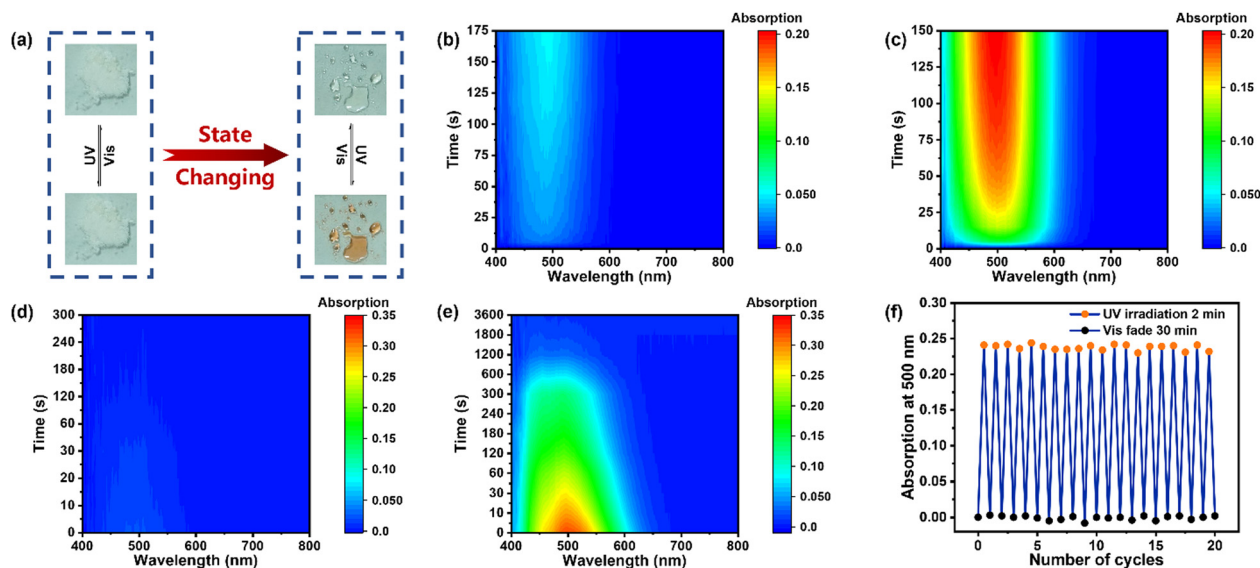 (a)
UV
Vis
State
Changing
Vis
UV
(b)
Absorption
175
150
125
100
75
50
25
0
Time (s)
400 500 600 700 800
Wavelength (nm)
0.20
0.15
0.10
0.050
0.0
(c)
Absorption
150
125
100
75
50
25
0
Time (s)
400 500 600 700 800
Wavelength (nm)
0.20
0.15
0.10
0.050
0.0
(d)
Absorption
300
240
180
120
60
30
10
0
Time (s)
400 500 600 700 800
Wavelength (nm)
0.35
0.30
0.25
0.20
0.15
0.10
0.050
0.0
(e)
Absorption
3600
1800
1200
600
300
180
120
60
30
10
0
Time (s)
400 500 600 700 800
Wavelength (nm)
0.35
0.30
0.25
0.20
0.15
0.10
0.050
0.0
(f)
0.30
0.25
0.20
0.15
0.10
0.05
0.00
Absorption at 500 nm
UV irradiation 2 min
Vis fade 30 min
0 5 10 15 20
Number of cycles